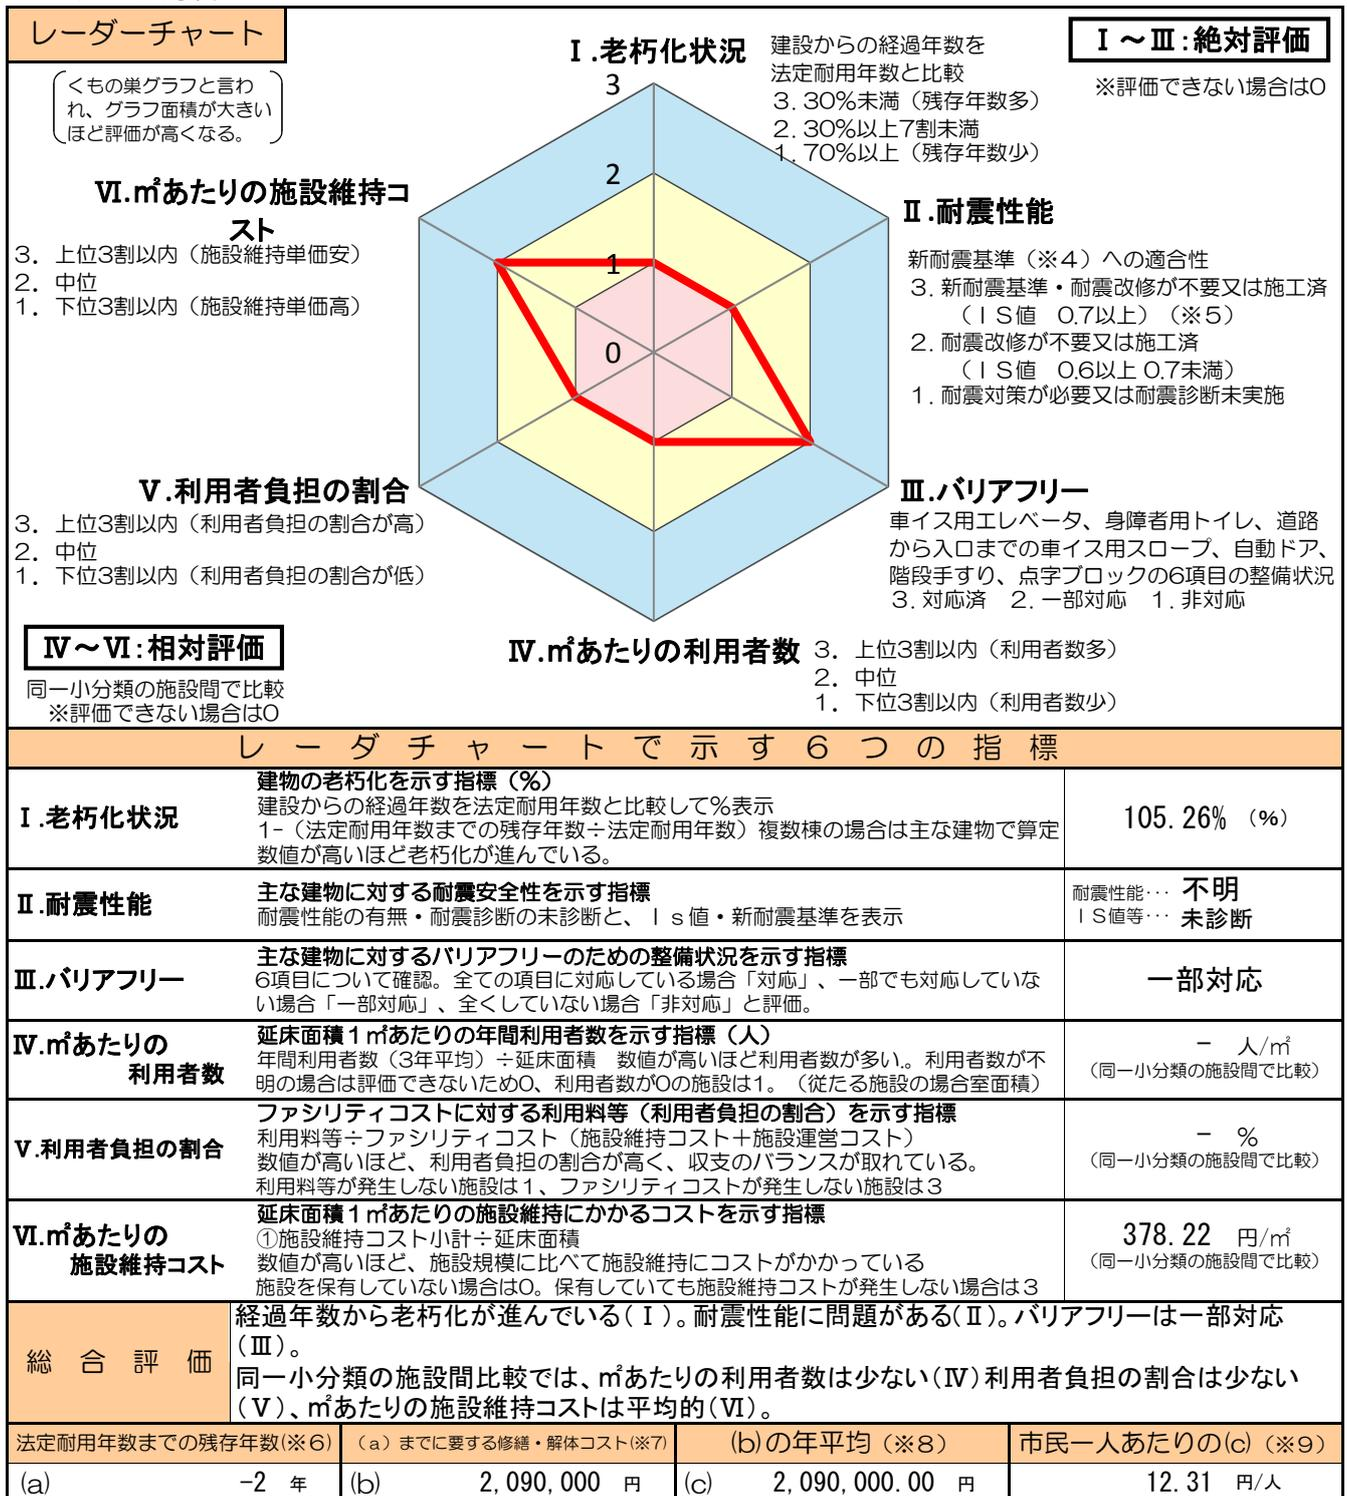 レーダーチャート
くもの巣グラフと言わ
れ、グラフ面積が大きい
ほど評価が高くなる。
Ⅰ～Ⅲ：絶対評価
※評価できない場合は0
Ⅰ.老朽化状況
建設からの経過年数を
法定耐用年数と比較
3．30%未満（残存年数多）
2．30%以上7割未満
1．70%以上（残存年数少）
3
2
1
0
Ⅱ.耐震性能
新耐震基準（※4）への適合性
3．新耐震基準・耐震改修が不要又は施工済
（ＩＳ値　0.7以上）（※5）
2．耐震改修が不要又は施工済
（ＩＳ値　0.6以上 0.7未満）
1．耐震対策が必要又は耐震診断未実施
Ⅲ.バリアフリー
車イス用エレベータ、身障者用トイレ、道路
から入口までの車イス用スロープ、自動ドア、
階段手すり、点字ブロックの6項目の整備状況
3．対応済　2．一部対応　1．非対応
Ⅳ.㎡あたりの利用者数
3．上位3割以内（利用者数多）
2．中位
1．下位3割以内（利用者数少）
Ⅴ.利用者負担の割合
3．上位3割以内（利用者負担の割合が高）
2．中位
1．下位3割以内（利用者負担の割合が低）
Ⅵ.㎡あたりの施設維持コ
スト
3．上位3割以内（施設維持単価安）
2．中位
1．下位3割以内（施設維持単価高）
Ⅳ～Ⅵ：相対評価
同一小分類の施設間で比較
※評価できない場合は0
レーダチャートで示す6つの指標
Ⅰ.老朽化状況
建物の老朽化を示す指標（%）
建設からの経過年数を法定耐用年数と比較して%表示
1-（法定耐用年数までの残存年数÷法定耐用年数）複数棟の場合は主な建物で算定
数値が高いほど老朽化が進んでいる。
105.26%（%）
Ⅱ.耐震性能
主な建物に対する耐震安全性を示す指標
耐震性能の有無・耐震診断の未診断と、Ｉｓ値・新耐震基準を表示
耐震性能･･･ 不明
ＩＳ値等･･･ 未診断
Ⅲ.バリアフリー
主な建物に対するバリアフリーのための整備状況を示す指標
6項目について確認。全ての項目に対応している場合「対応」、一部でも対応していな
い場合「一部対応」、全くしていない場合「非対応」と評価。
一部対応
Ⅳ.㎡あたりの
利用者数
延床面積１㎡あたりの年間利用者数を示す指標（人）
年間利用者数（3年平均）÷延床面積　数値が高いほど利用者数が多い。利用者数が不
明の場合は評価できないため0、利用者数が0の施設は1。（従たる施設の場合室面積）
−　人/㎡
（同一小分類の施設間で比較）
Ⅴ.利用者負担の割合
ファシリティコストに対する利用料等（利用者負担の割合）を示す指標
利用料等÷ファシリティコスト（施設維持コスト＋施設運営コスト）
数値が高いほど、利用者負担の割合が高く、収支のバランスが取れている。
利用料等が発生しない施設は１、ファシリティコストが発生しない施設は３
−　%
（同一小分類の施設間で比較）
Ⅵ.㎡あたりの
施設維持コスト
延床面積１㎡あたりの施設維持にかかるコストを示す指標
①施設維持コスト小計÷延床面積
数値が高いほど、施設規模に比べて施設維持にコストがかかっている
施設を保有していない場合は0。保有していても施設維持コストが発生しない場合は３
378.22　円/㎡
（同一小分類の施設間で比較）
総合評価
経過年数から老朽化が進んでいる(Ⅰ)。耐震性能に問題がある(Ⅱ)。バリアフリーは一部対応
(Ⅲ)。
同一小分類の施設間比較では、㎡あたりの利用者数は少ない(Ⅳ)利用者負担の割合は少ない
(Ⅴ)、㎡あたりの施設維持コストは平均的(Ⅵ)。
法定耐用年数までの残存年数(※6)
（a）までに要する修繕・解体コスト(※7)
(b)の年平均（※8）
市民一人あたりの(c)（※9）
(a)　−2 年
(b)　2,090,000 円
(c)　2,090,000.00 円
12.31 円/人